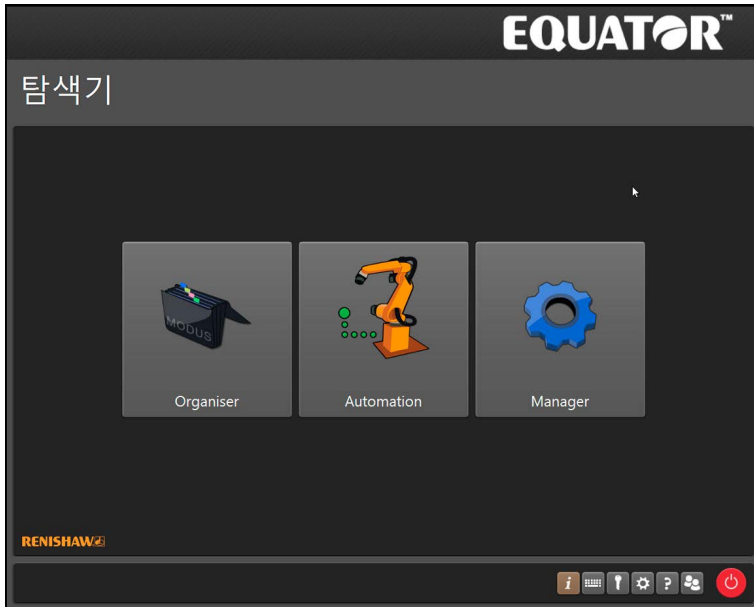 EQUATOR™
탐색기
MODUS
Organiser
Automation
Manager
RENISHAW
i
?